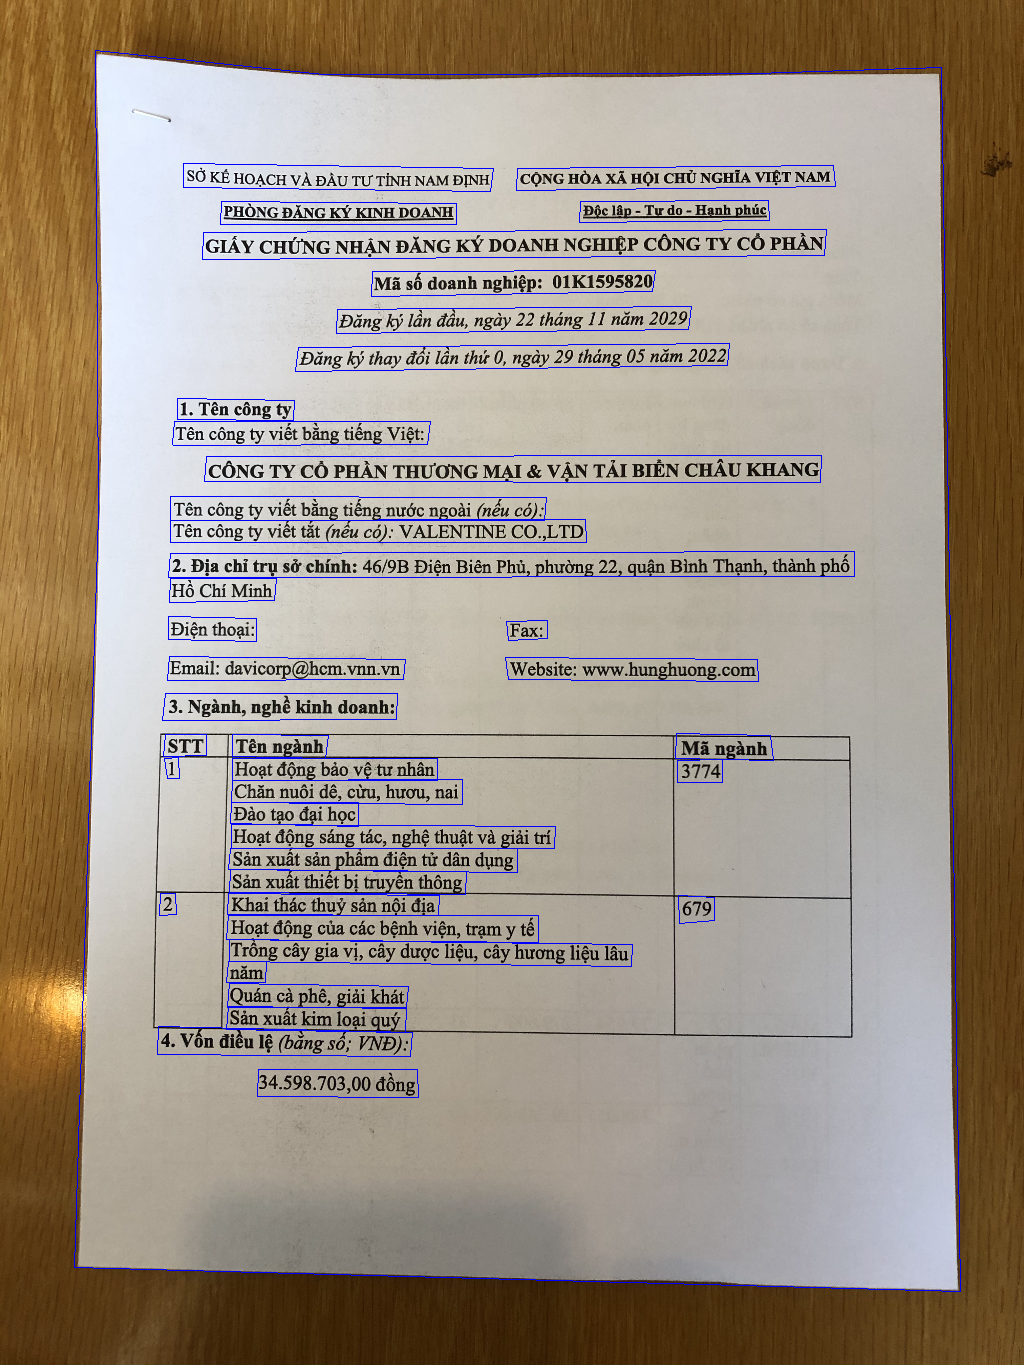 SỞ KẾ HOẠCH VÀ ĐẦU TƯ TỈNH NAM ĐỊNH CỘNG HÒA XÃ HỘI CHỦ NGHĨA VIỆT NAM
PHÒNG ĐĂNG KÝ KINH DOANH Độc lập - Tự do - Hạnh phúc
GIẤY CHỨNG NHẬN ĐĂNG KÝ DOANH NGHIỆP CÔNG TY CỔ PHẦN
Mã số doanh nghiệp: 01K1595820
Đăng ký lần đầu, ngày 22 tháng 11 năm 2029
Đăng ký thay đổi lần thứ 0, ngày 29 tháng 05 năm 2022
1. Tên công ty
Tên công ty viết bằng tiếng Việt:
CÔNG TY CỔ PHẦN THƯƠNG MẠI & VẬN TẢI BIỂN CHÂU KHANG
Tên công ty viết bằng tiếng nước ngoài (nếu có):
Tên công ty viết tắt (nếu có): VALENTINE CO.,LTD
2. Địa chỉ trụ sở chính: 46/9B Điện Biên Phủ, phường 22, quận Bình Thạnh, thành phố
Hồ Chí Minh
Điện thoại: Fax:
Email: davicorp@hcm.vnn.vn Website: www.hunghuong.com
3. Ngành, nghề kinh doanh:
STT Tên ngành Mã ngành
1 Hoạt động bảo vệ tư nhân 3774
Chăn nuôi dê, cừu, hươu, nai
Đào tạo đại học
Hoạt động sáng tác, nghệ thuật và giải trí
Sản xuất sản phẩm điện tử dân dụng
Sản xuất thiết bị truyền thông
2 Khai thác thuỷ sản nội địa 679
Hoạt động của các bệnh viện, trạm y tế
Trồng cây gia vị, cây dược liệu, cây hương liệu lâu
năm
Quán cà phê, giải khát
Sản xuất kim loại quý
4. Vốn điều lệ (bằng số; VNĐ):
34.598.703,00 đồng